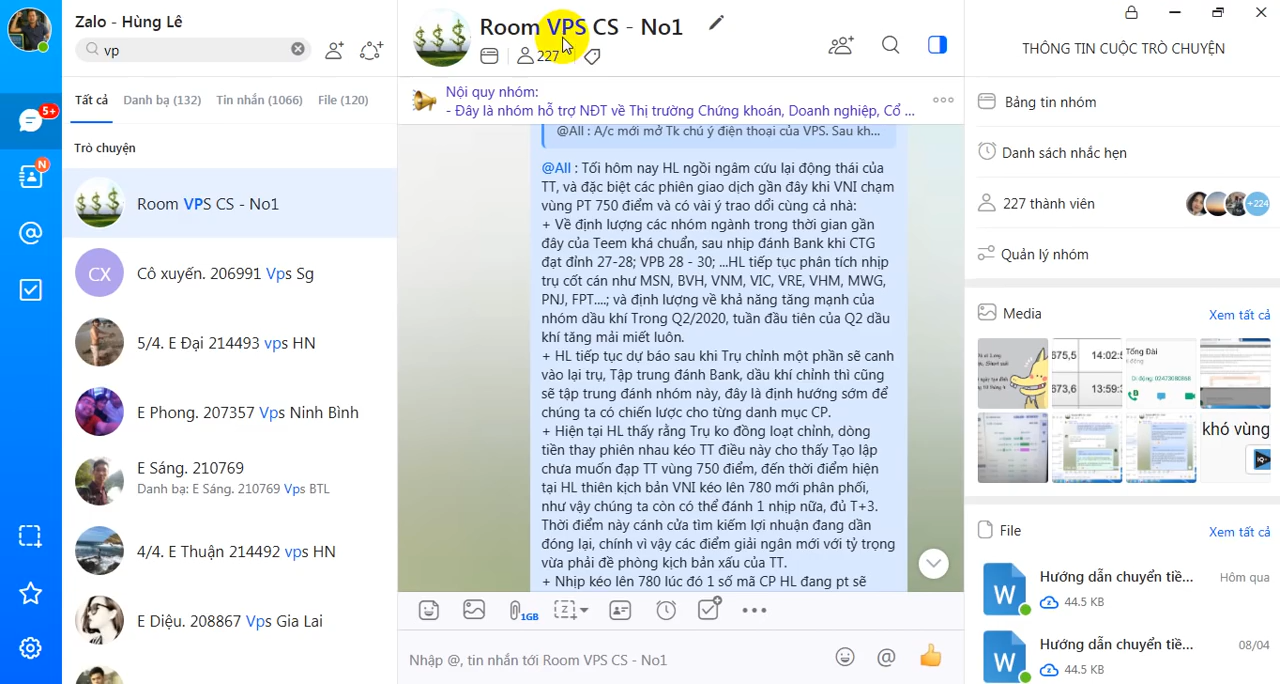 Zalo - Hùng Lê
vp
Tất cả
Danh bạ (132)
Tin nhắn (1066)
File (120)
Trò chuyện
5+
N
Room VPS CS - No1
CX
Cô xuyến. 206991 Vps Sg
5/4. E Đại 214493 vps HN
E Phong. 207357 Vps Ninh Bình
E Sáng. 210769
Danh bạ: E Sáng. 210769 Vps BTL
4/4. E Thuận 214492 vps HN
E Diệu. 208867 Vps Gia Lai
Room VPS CS - No1
227
Nội quy nhóm:
- Đây là nhóm hỗ trợ NĐT về Thị trường Chứng khoán, Doanh nghiệp, Cổ ...
@All : A/c mới mở Tk chú ý điện thoại của VPS. Sau kh...
@All : Tối hôm nay HL ngồi ngâm cứu lại động thái của
TT, và đặc biệt các phiên giao dịch gần đây khi VNI chạm
vùng PT 750 điểm và có vài ý trao dổi cùng cả nhà:
+ Về định lượng các nhóm ngành trong thời gian gần
đây của Teem khá chuẩn, sau nhịp đánh Bank khi CTG
đạt đỉnh 27-28; VPB 28 - 30; ...HL tiếp tục phân tích nhịp
trụ cốt cán như MSN, BVH, VNM, VIC, VRE, VHM, MWG,
PNJ, FPT....; và định lượng về khả năng tăng mạnh của
nhóm dầu khí Trong Q2/2020, tuần đầu tiên của Q2 dầu
khí tăng mải miết luôn.
+ HL tiếp tục dự báo sau khi Trụ chỉnh một phần sẽ canh
vào lại trụ, Tập trung đánh Bank, dầu khí chỉnh thì cũng
sẽ tập trung đánh nhóm này, đây là định hướng sớm để
chúng ta có chiến lược cho từng danh mục CP.
+ Hiện tại HL thấy rằng Trụ ko đồng loạt chỉnh, dòng
tiền thay phiên nhau kéo TT điều này cho thấy Tạo lập
chưa muốn đạp TT vùng 750 điểm, đến thời điểm hiện
tại HL thiên kịch bản VNI kéo lên 780 mới phân phối,
như vậy chúng ta còn có thể đánh 1 nhịp nữa, đủ T+3.
Thời điểm này cánh cửa tìm kiếm lợi nhuận đang dần
đóng lại, chính vì vậy các điểm giải ngân mới với tỷ trọng
vừa phải đề phòng kịch bản xấu của TT.
+ Nhịp kéo lên 780 lúc đó 1 số mã CP HL đang pt sẽ
1GB
Nhập @, tin nhắn tới Room VPS CS - No1
THÔNG TIN CUỘC TRÒ CHUYỆN
Bảng tin nhóm
Danh sách nhắc hẹn
227 thành viên
+224
Quản lý nhóm
Media
Xem tất cả
675,5
14:02:
673,6
13:59:
Tổng Đài
Di động: 02473080868
khó vùng
File
Xem tất cả
W
Hướng dẫn chuyển tiề...
Hôm qua
44.5 KB
W
Hướng dẫn chuyển tiề...
08/04
44.5 KB